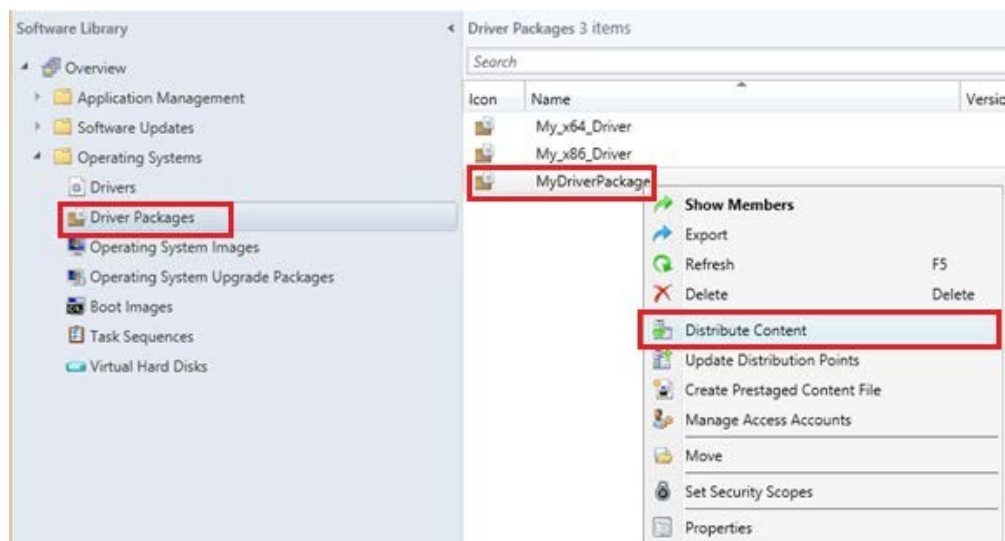 Software Library
Overview
Application Management
Software Updates
Operating Systems
Drivers
Driver Packages
Operating System Images
Operating System Upgrade Packages
Boot Images
Task Sequences
Virtual Hard Disks
Driver Packages 3 items
Search
Icon Name Versio
My_x64_Driver
My_x86_Driver
MyDriverPackage
Show Members
Export
Refresh F5
Delete Delete
Distribute Content
Update Distribution Points
Create Prestaged Content File
Manage Access Accounts
Move
Set Security Scopes
Properties